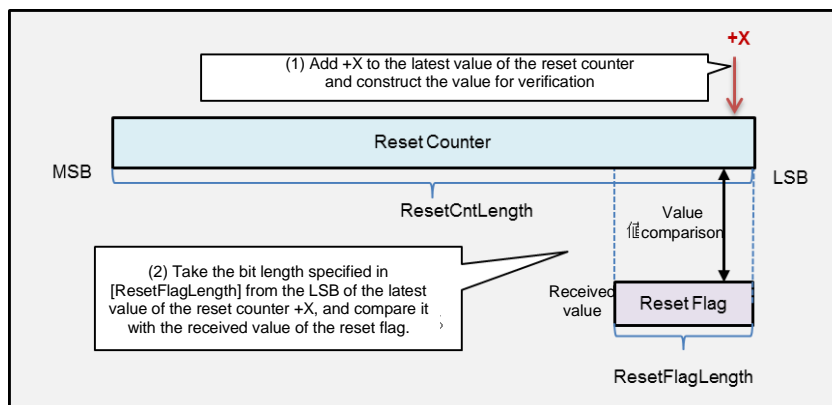 +X
(1) Add +X to the latest value of the reset counter
and construct the value for verification
Reset Counter
MSB
LSB
ResetCntLength
Value
comparison
(2) Take the bit length specified in
[ResetFlagLength] from the LSB of the latest
value of the reset counter +X, and compare it
with the received value of the reset flag.
Received
value
Reset Flag
ResetFlagLength